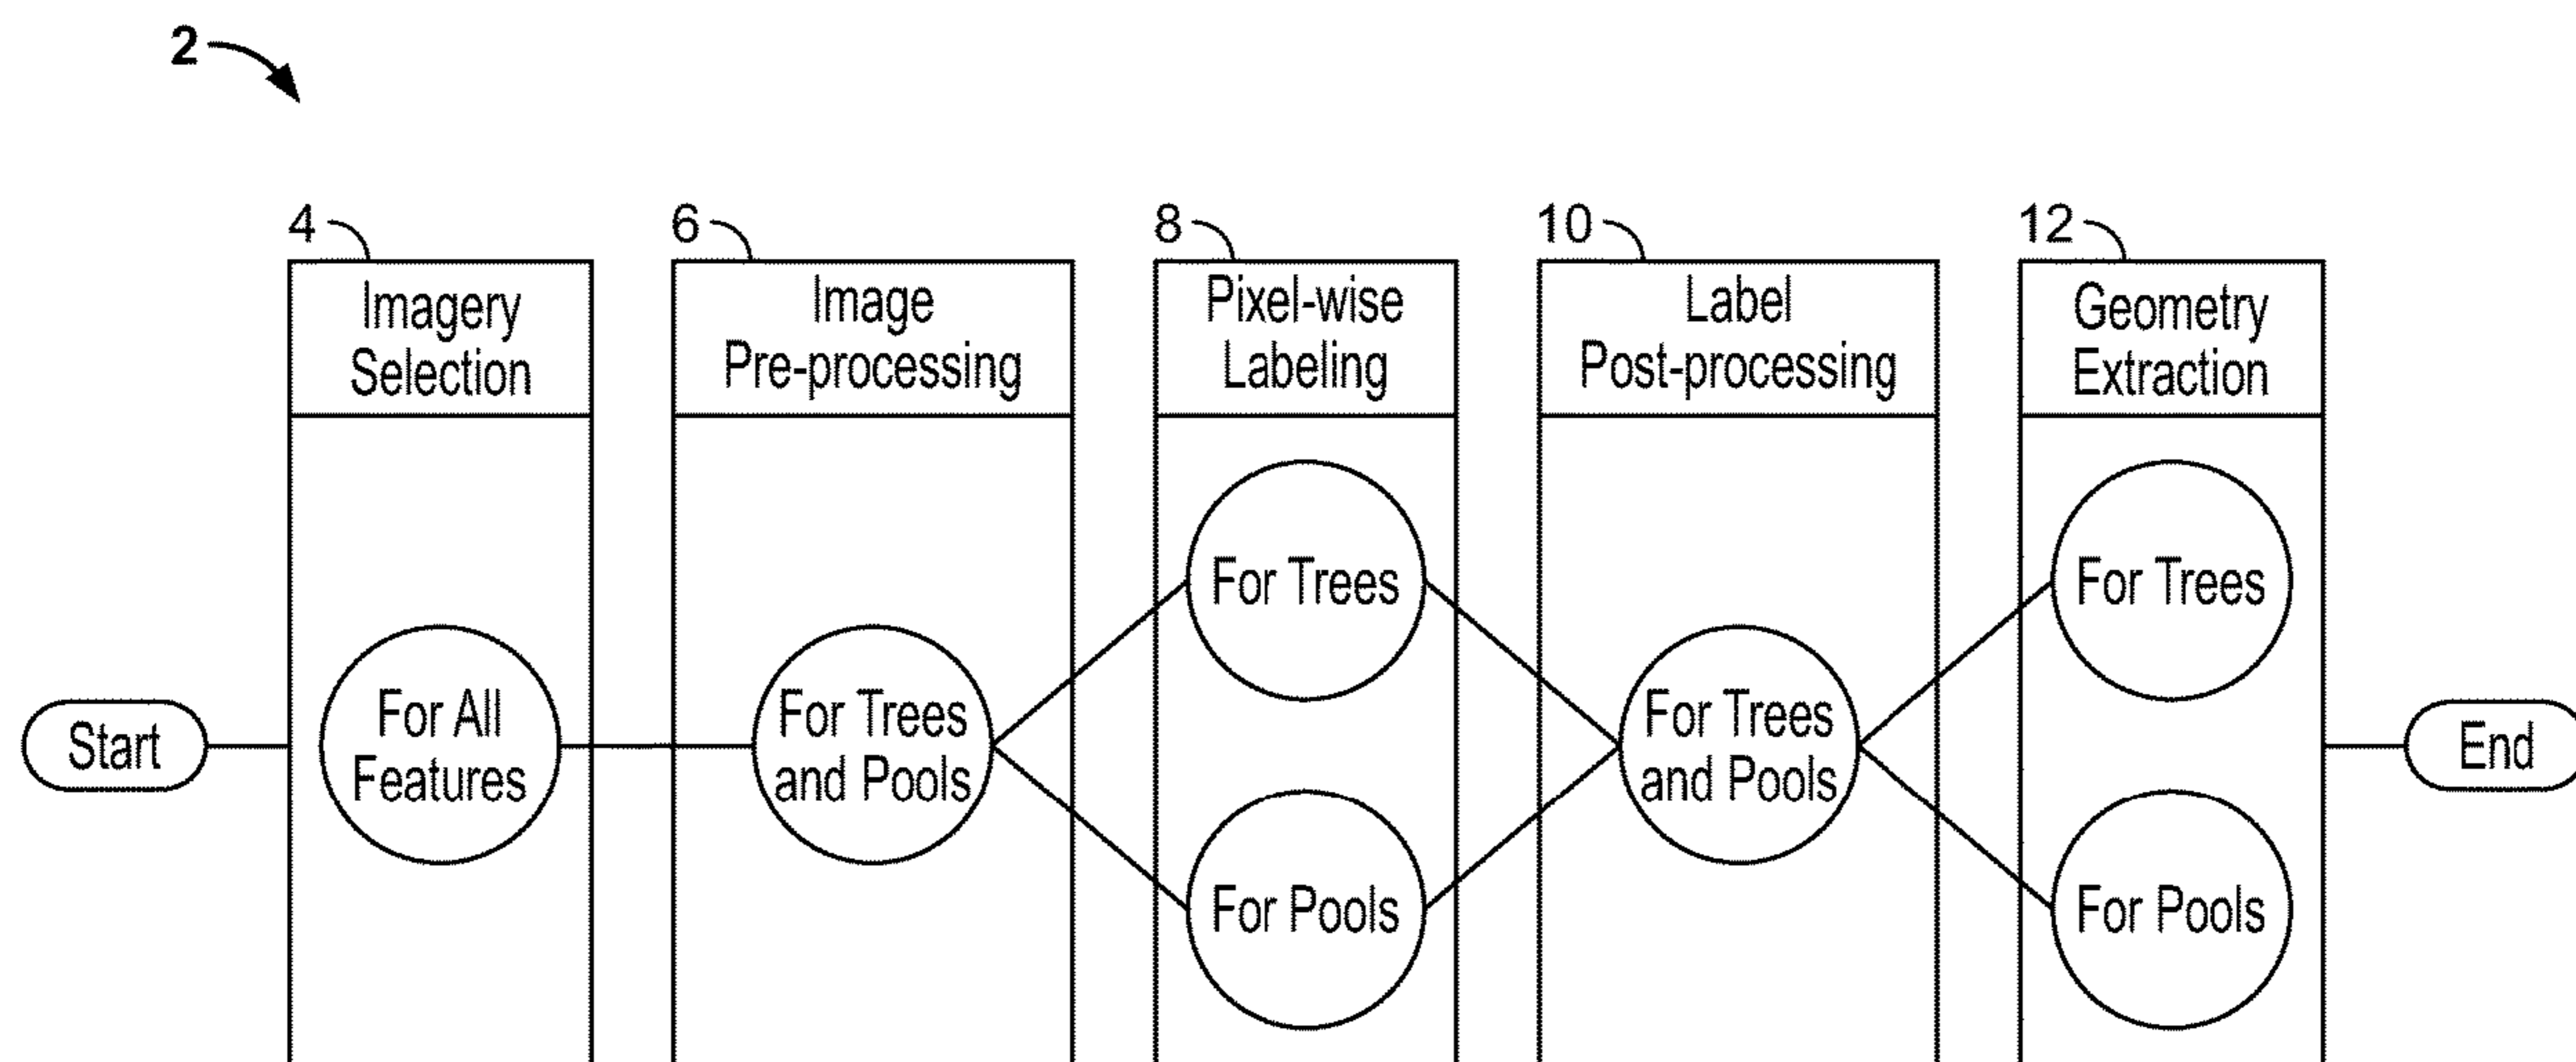 2
4
6
8
10
12
Imagery
Selection
Image
Pre-processing
Pixel-wise
Labeling
Label
Post-processing
Geometry
Extraction
Start
For All
Features
For Trees
and Pools
For Trees
For Pools
For Trees
and Pools
For Trees
For Pools
End